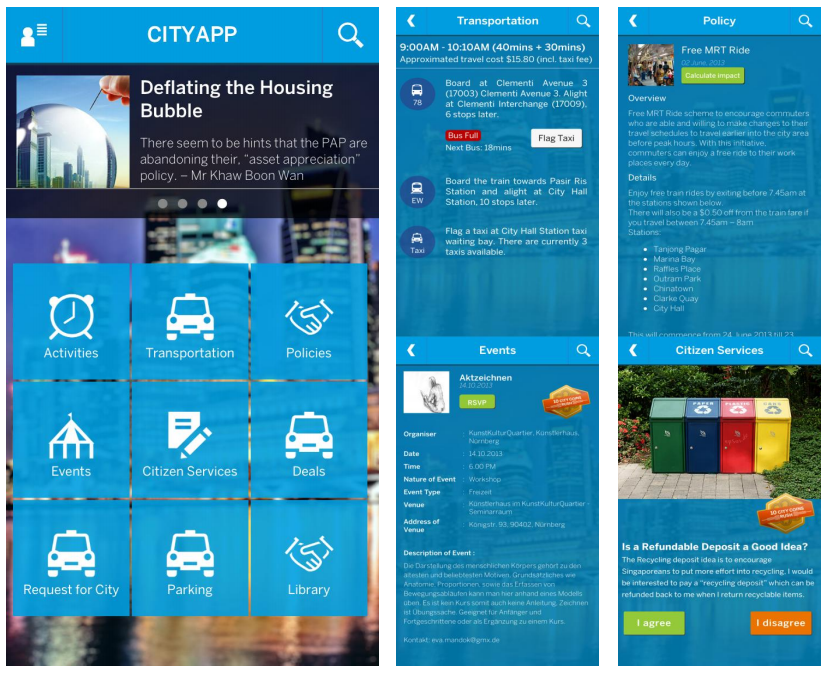 CITYAPP
Deflating the Housing
Bubble
There seem to be hints that the PAP are
abandoning their, “asset appreciation”
policy. – Mr Khaw Boon Wan
Activities
Transportation
Policies
Events
Citizen Services
Deals
Request for City
Parking
Library
Transportation
9:00AM - 10:10AM (40mins + 30mins)
Approximated travel cost $15.80 (incl. taxi fee)
78
Board at Clementi Avenue 3
(17003) Clementi Avenue 3. Alight
at Clementi Interchange (17009),
6 stops later.
Bus Full
Next Bus: 18mins
Flag Taxi
EW
Board the train towards Pasir Ris
Station and alight at City Hall
Station, 10 stops later.
Taxi
Flag a taxi at City Hall Station taxi
waiting bay. There are currently 3
taxis available.
Policy
Free MRT Ride
02 June, 2013
Calculate impact
Overview
Free MRT Ride scheme to encourage commuters
who are able and willing to make changes to their
travel schedules to travel earlier into the city area
before peak hours. With this initiative,
commuters can enjoy a free ride to their work
places every day.
Details
Enjoy free train rides by exiting before 7.45am at
the stations shown below.
There will also be a $0.50 off from the train fare if
you travel between 7.45am – 8am
Stations:
• Tanjong Pagar
• Marina Bay
• Raffles Place
• Outram Park
• Chinatown
• Clarke Quay
• City Hall
This will commence from 24 June 2013 till 23
Events
Aktzeichnen
14.10.2013
RSVP
10 CITY COINS
Organiser : KunstKulturQuartier, Künstlerhaus,
Nürnberg
Date : 14.10.2013
Time : 6.00 PM
Nature of Event : Workshop
Event Type : Freizeit
Venue : Künstlerhaus im KunstKulturQuartier -
Seminarraum
Address of : Königstr. 93, 90402, Nürnberg
Venue
Description of Event :
Die Darstellung des menschlichen Körpers gehört zu den
ältesten und beliebtesten Motiven. Grundsätzliches wie
Anatomie, Proportionen, sowie das Erfassen von
Bewegungsabläufen kann man hier anhand eines Modells
üben. Es ist kein Kurs somit auch keine Anleitung. Zeichnen
ist Übungssache. Geeignet für Anfänger und
Fortgeschrittene oder als Ergänzung zu einem Kurs.
Kontakt: eva.mandok@gmx.de
Citizen Services
PAPER
PLASTIC
CANS
10 CITY COINS
Is a Refundable Deposit a Good Idea?
The Recycling deposit idea is to encourage
Singaporeans to put more effort into recycling. I would
be interested to pay a “recycling deposit” which can be
refunded back to me when I return recyclable items.
I agree
I disagree